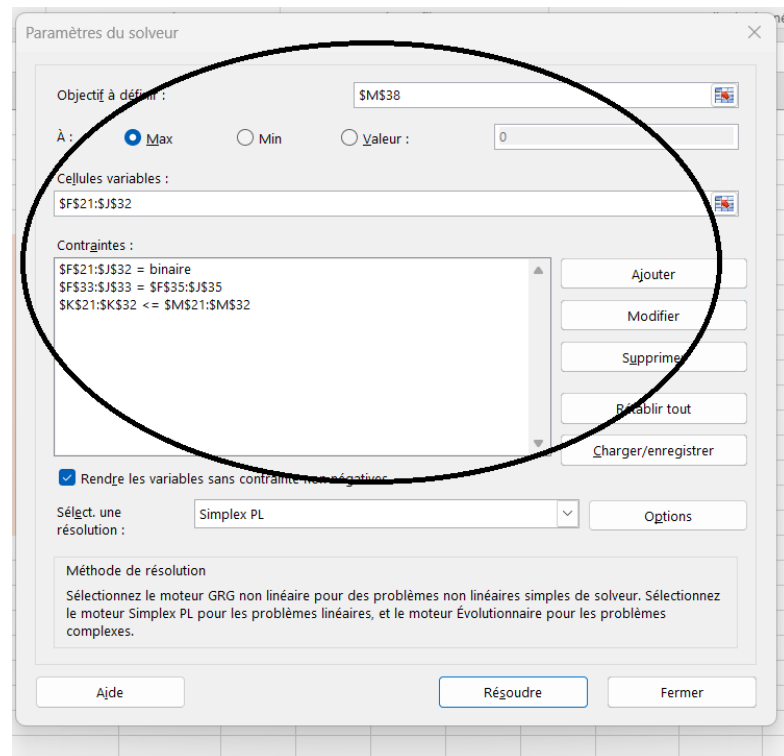 Paramètres du solveur
Objectif à définir :
$M$38
À :
Max
Min
Valeur :
0
Cellules variables :
$F$21:$J$32
Contraintes :
$F$21:$J$32 = binaire
$F$33:$J$33 = $F$35:$J$35
$K$21:$K$32 <= $M$21:$M$32
Ajouter
Modifier
Supprimer
Rétablir tout
Charger/enregistrer
Rendre les variables sans contrainte non négatives
Sélect. une
résolution :
Simplex PL
Options
Méthode de résolution
Sélectionnez le moteur GRG non linéaire pour des problèmes non linéaires simples de solveur. Sélectionnez
le moteur Simplex PL pour les problèmes linéaires, et le moteur Évolutionnaire pour les problèmes
complexes.
Aide
Résoudre
Fermer